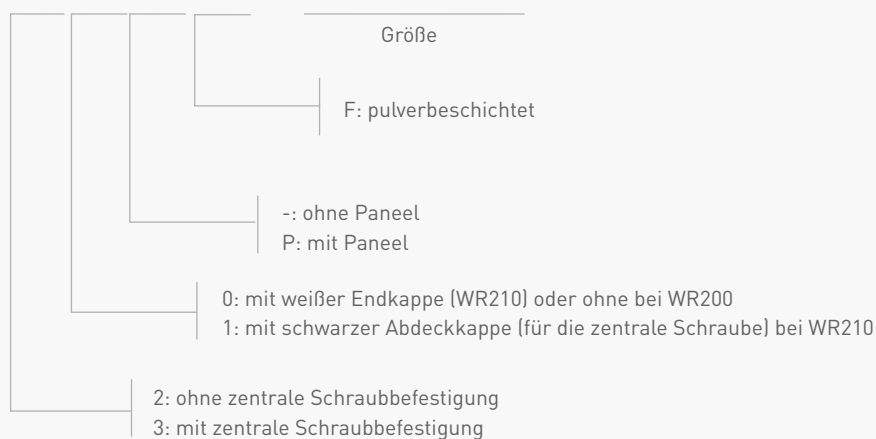 Größe
F: pulverbeschichtet
-: ohne Paneel
P: mit Paneel
0: mit weißer Endkappe (WR210) oder ohne bei WR200
1: mit schwarzer Abdeckkappe (für die zentrale Schraube) bei WR210
2: ohne zentrale Schraubbefestigung
3: mit zentrale Schraubbefestigung